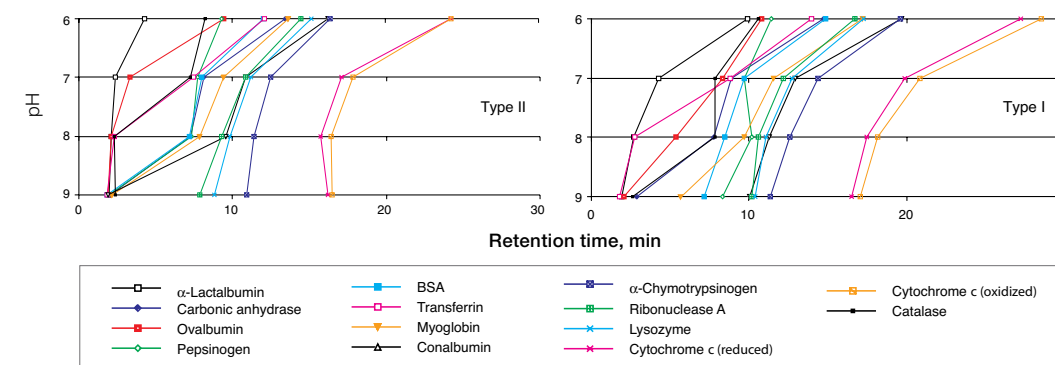 6
7
8
9
pH
Type II
0
10
20
30
6
7
8
9
Type I
0
10
20
Retention time, min
α-Lactalbumin
Carbonic anhydrase
Ovalbumin
Pepsinogen
BSA
Transferrin
Myoglobin
Conalbumin
α-Chymotrypsinogen
Ribonuclease A
Lysozyme
Cytochrome c (reduced)
Cytochrome c (oxidized)
Catalase